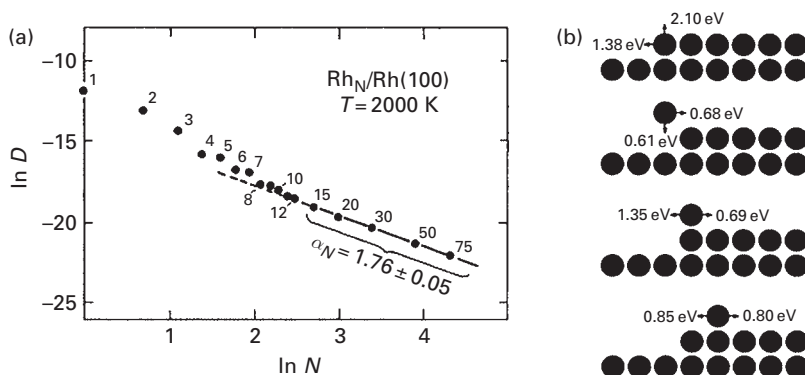 (a)
−10
−15
−20
−25
ln D
1
2
3
4
5
6
7
8
10
12
15
20
30
50
75
Rh_N/Rh(100)
T = 2000 K
α_N = 1.76 ± 0.05
1
2
3
4
ln N
(b)
2.10 eV
1.38 eV
0.68 eV
0.61 eV
1.35 eV
0.69 eV
0.85 eV
0.80 eV